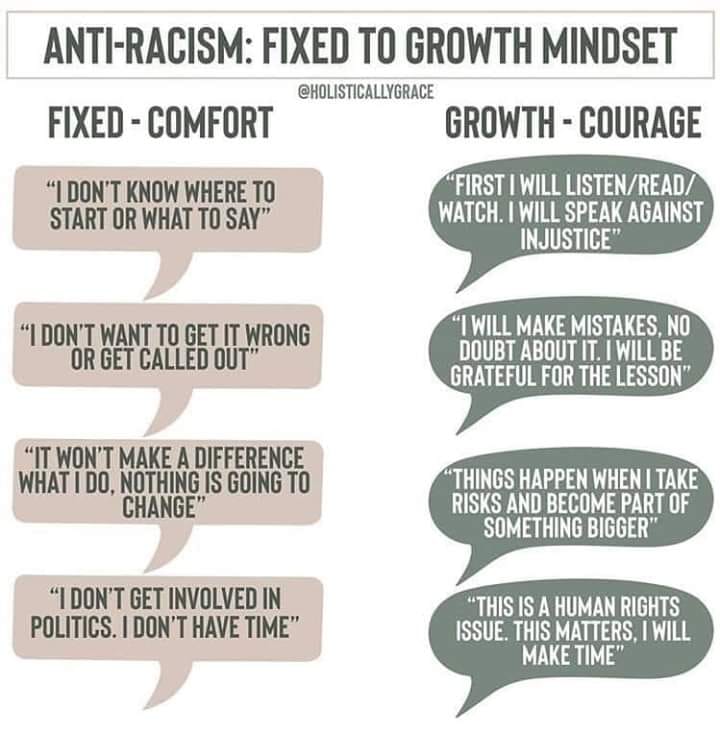 ANTI-RACISM: FIXED TO GROWTH MINDSET
@HOLISTICALLYGRACE
FIXED - COMFORT
GROWTH - COURAGE
"I DON'T KNOW WHERE TO
START OR WHAT TO SAY"
"FIRST I WILL LISTEN/READ/
WATCH. I WILL SPEAK AGAINST
INJUSTICE"
"I DON'T WANT TO GET IT WRONG
OR GET CALLED OUT"
"I WILL MAKE MISTAKES, NO
DOUBT ABOUT IT. I WILL BE
GRATEFUL FOR THE LESSON"
"IT WON'T MAKE A DIFFERENCE
WHAT I DO, NOTHING IS GOING TO
CHANGE"
"THINGS HAPPEN WHEN I TAKE
RISKS AND BECOME PART OF
SOMETHING BIGGER"
"I DON'T GET INVOLVED IN
POLITICS. I DON'T HAVE TIME"
"THIS IS A HUMAN RIGHTS
ISSUE. THIS MATTERS, I WILL
MAKE TIME"